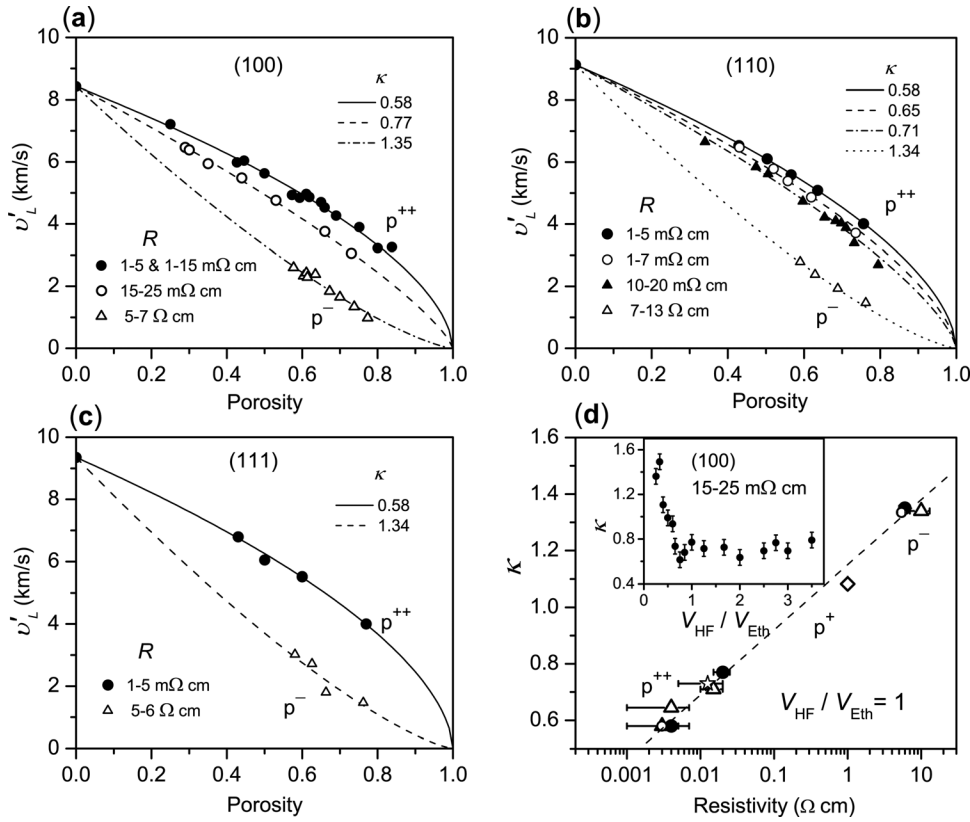 (a)
10
8
6
4
2
0
0.0 0.2 0.4 0.6 0.8 1.0
υ′L (km/s)
Porosity
(100)
κ
0.58
0.77
1.35
p++
R
1-5 & 1-15 mΩ cm
15-25 mΩ cm
5-7 Ω cm
p−
(b)
10
8
6
4
2
0
0.0 0.2 0.4 0.6 0.8 1.0
υ′L (km/s)
Porosity
(110)
κ
0.58
0.65
0.71
1.34
p++
R
1-5 mΩ cm
1-7 mΩ cm
10-20 mΩ cm
7-13 Ω cm
p−
(c)
10
8
6
4
2
0
0.0 0.2 0.4 0.6 0.8 1.0
υ′L (km/s)
Porosity
(111)
κ
0.58
1.34
p++
R
1-5 mΩ cm
5-6 Ω cm
p−
(d)
1.6
1.4
1.2
1.0
0.8
0.6
0.001 0.01 0.1 1 10
κ
Resistivity (Ω cm)
1.6
1.2
0.8
0.4
0 1 2 3
κ
VHF / VEth
(100)
15-25 mΩ cm
p−
p+
p++
VHF / VEth = 1